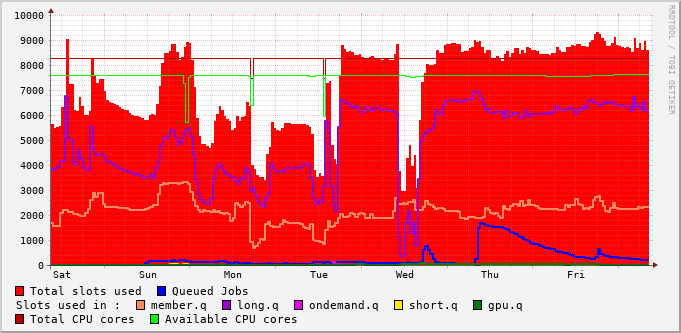 10000
9000
8000
7000
6000
5000
4000
3000
2000
1000
0
Sat Sun Mon Tue Wed Thu Fri
Total slots used Queued Jobs
Slots used in : member.q long.q ondemand.q short.q gpu.q
Total CPU cores Available CPU cores
RRDTOOL / TOBI OETIKER